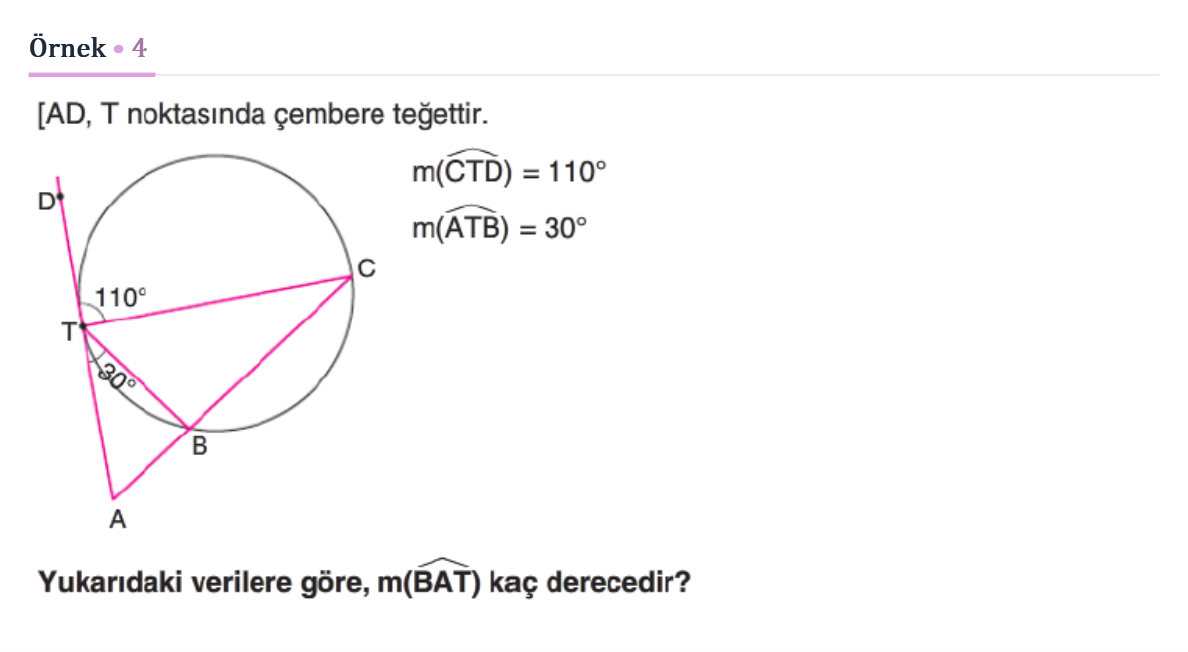 Örnek • 4
[AD, T noktasında çembere teğettir.
m(CTD) = 110°
m(ATB) = 30°
D
C
110°
T
30°
B
A
Yukarıdaki verilere göre, m(BAT) kaç derecedir?